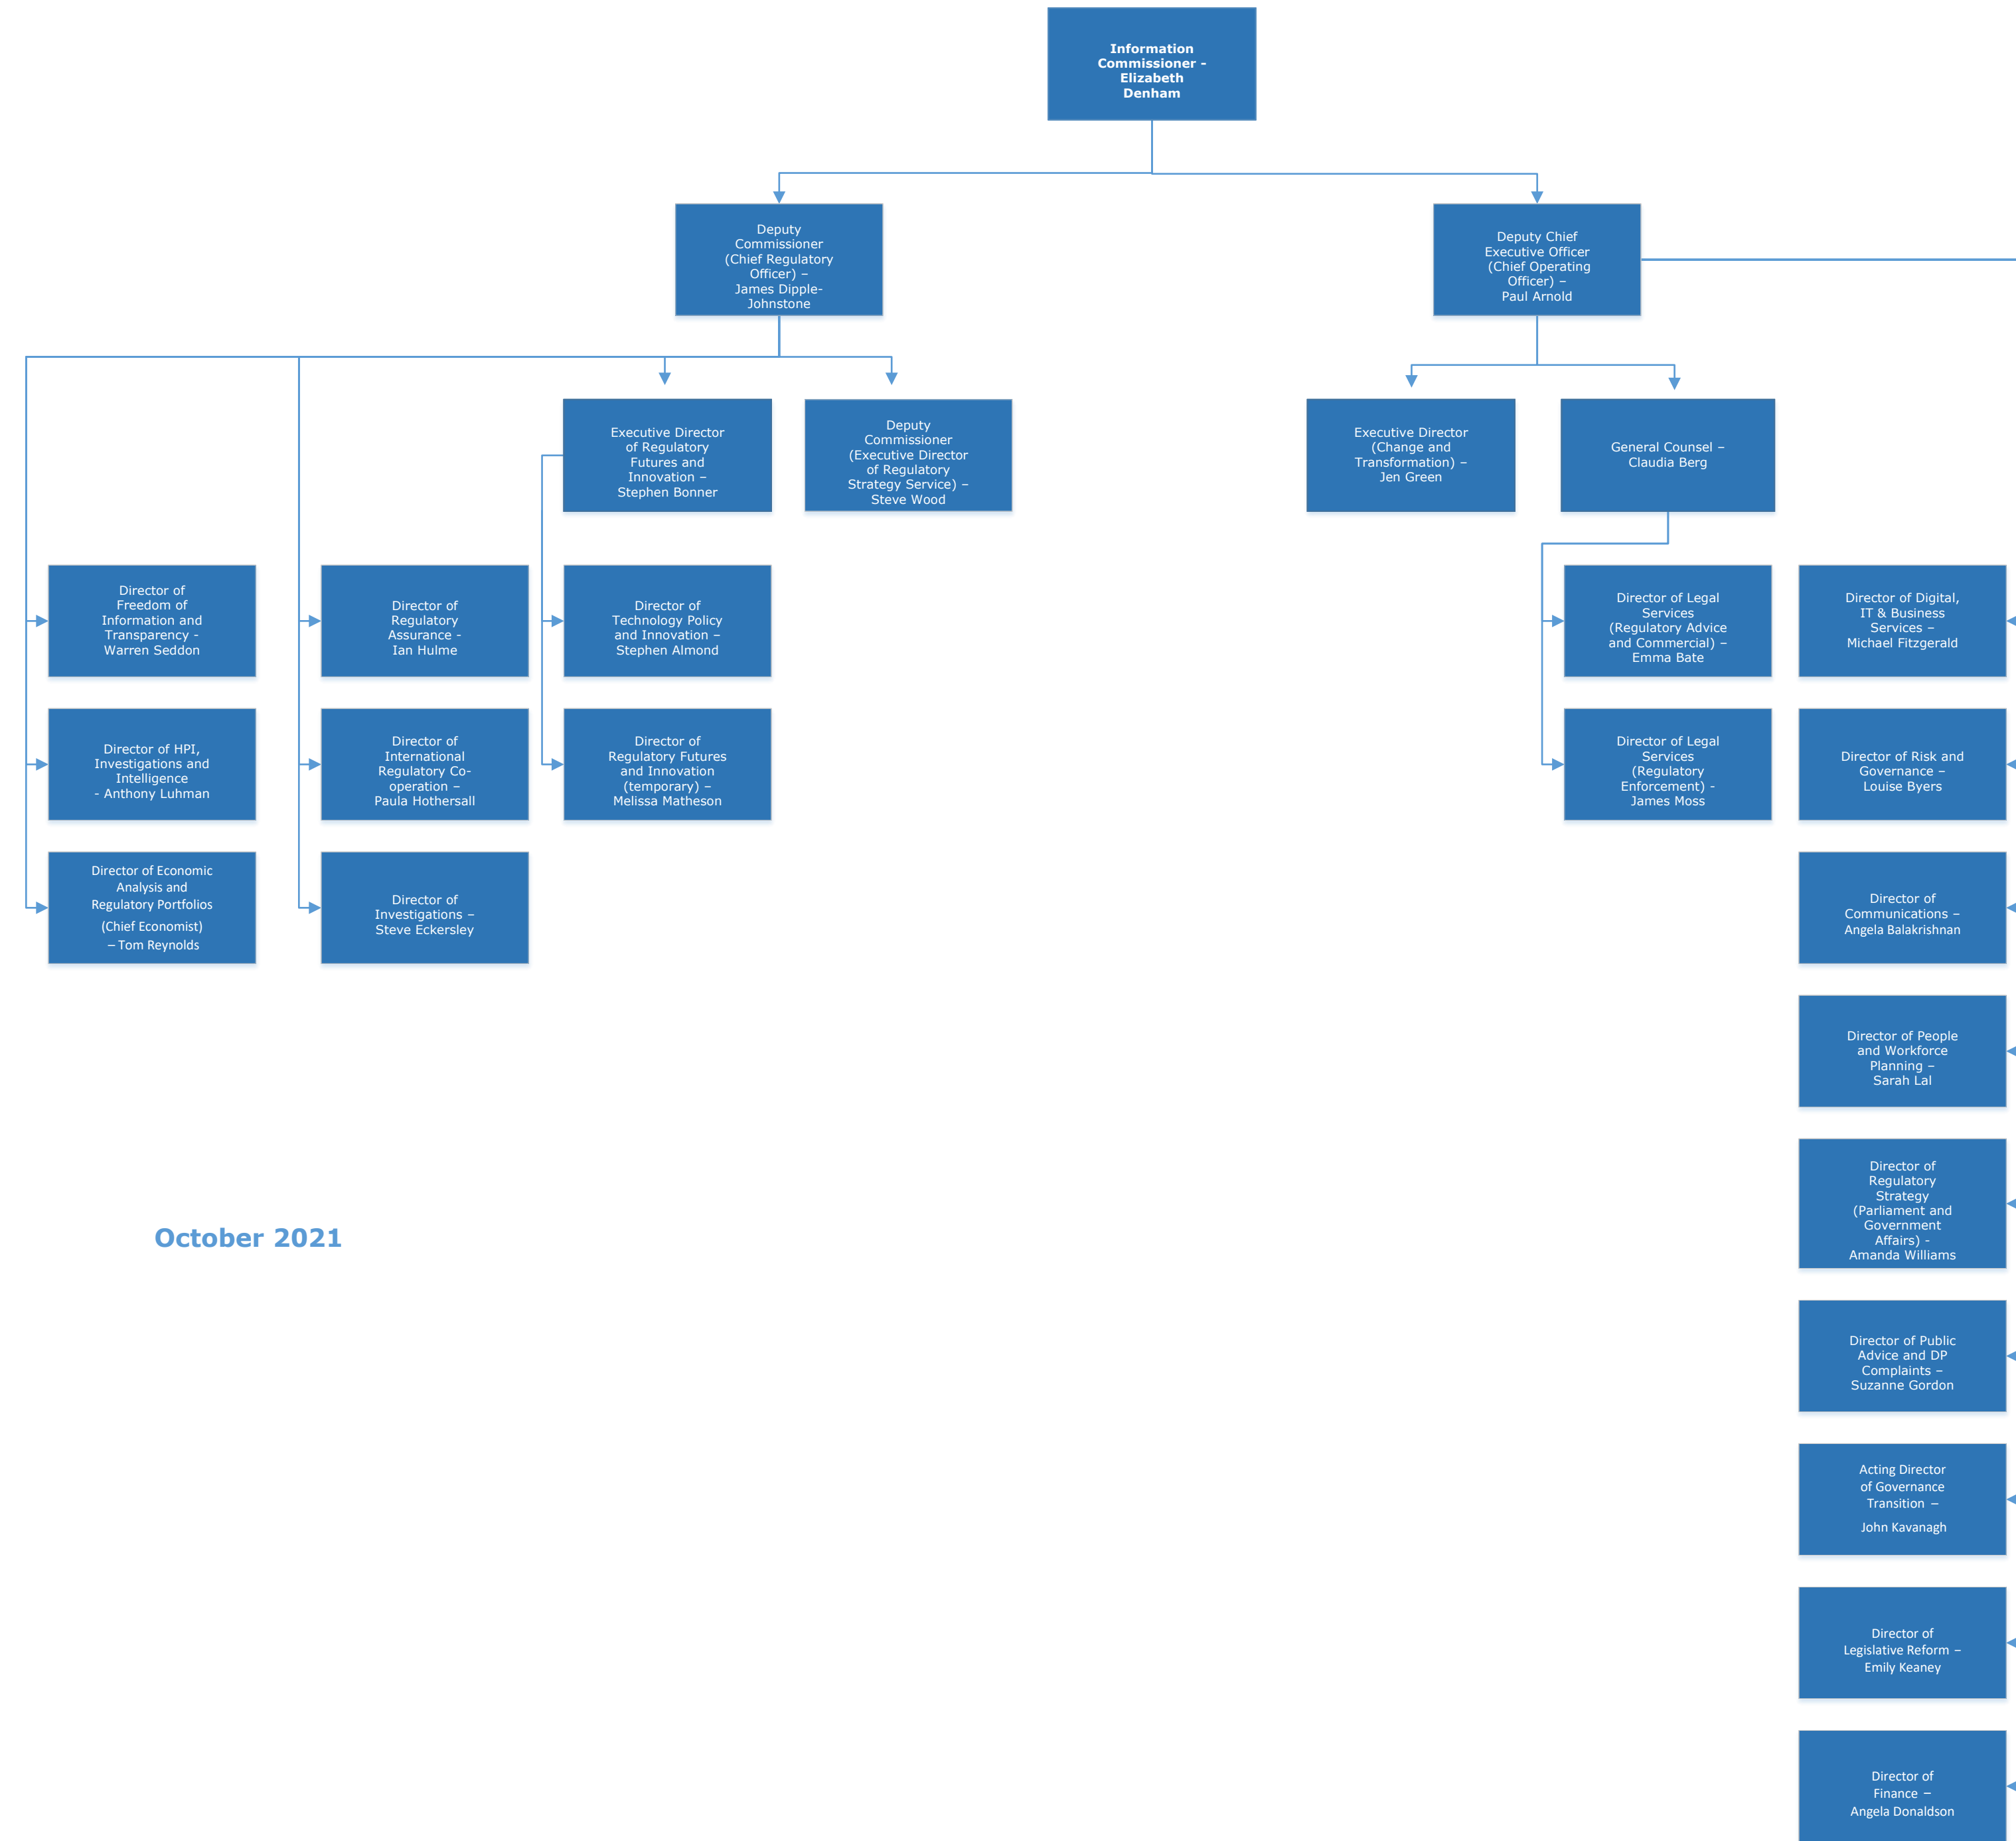 Information
Commissioner –
Elizabeth
Denham
Deputy
Commissioner
(Chief Regulatory
Officer) –
James Dipple-
Johnstone
Deputy Chief
Executive Officer
(Chief Operating
Officer) –
Paul Arnold
Executive Director
of Regulatory
Futures and
Innovation –
Stephen Bonner
Deputy
Commissioner
(Executive Director
of Regulatory
Strategy Service) –
Steve Wood
Executive Director
(Change and
Transformation) –
Jen Green
General Counsel –
Claudia Berg
Director of
Freedom of
Information and
Transparency -
Warren Seddon
Director of
Regulatory
Assurance -
Ian Hulme
Director of
Technology Policy
and Innovation –
Stephen Almond
Director of Legal
Services
(Regulatory Advice
and Commercial) –
Emma Bate
Director of Digital,
IT & Business
Services –
Michael Fitzgerald
Director of HPI,
Investigations and
Intelligence
- Anthony Luhman
Director of
International
Regulatory Co-
operation –
Paula Hothersall
Director of
Regulatory Futures
and Innovation
(temporary) –
Melissa Matheson
Director of Legal
Services
(Regulatory
Enforcement) -
James Moss
Director of Risk and
Governance –
Louise Byers
Director of Economic
Analysis and
Regulatory Portfolios
(Chief Economist)
– Tom Reynolds
Director of
Investigations –
Steve Eckersley
Director of
Communications –
Angela Balakrishnan
Director of People
and Workforce
Planning –
Sarah Lal
Director of
Regulatory
Strategy
(Parliament and
Government
Affairs) -
Amanda Williams
October 2021
Director of Public
Advice and DP
Complaints –
Suzanne Gordon
Acting Director
of Governance
Transition –
John Kavanagh
Director of
Legislative Reform –
Emily Keaney
Director of
Finance –
Angela Donaldson